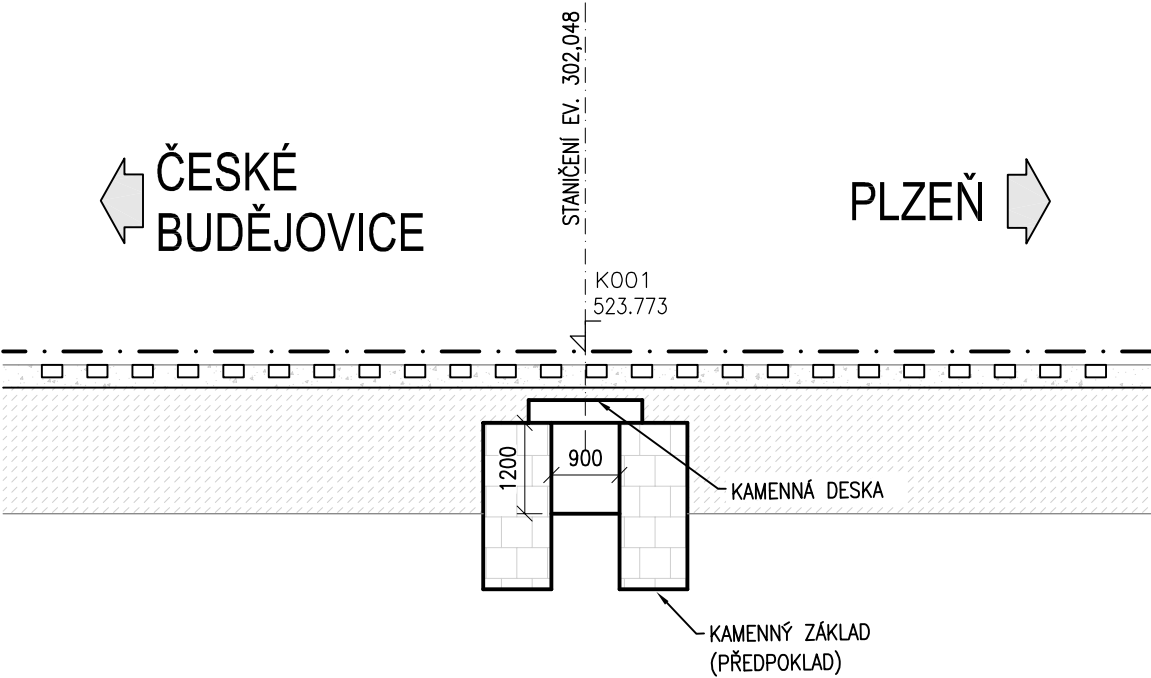 STANIČENÍ EV. 302,048
ČESKÉ
BUDĚJOVICE
PLZEŇ
K001
523.773
1200
900
KAMENNÁ DESKA
KAMENNÝ ZÁKLAD
(PŘEDPOKLAD)